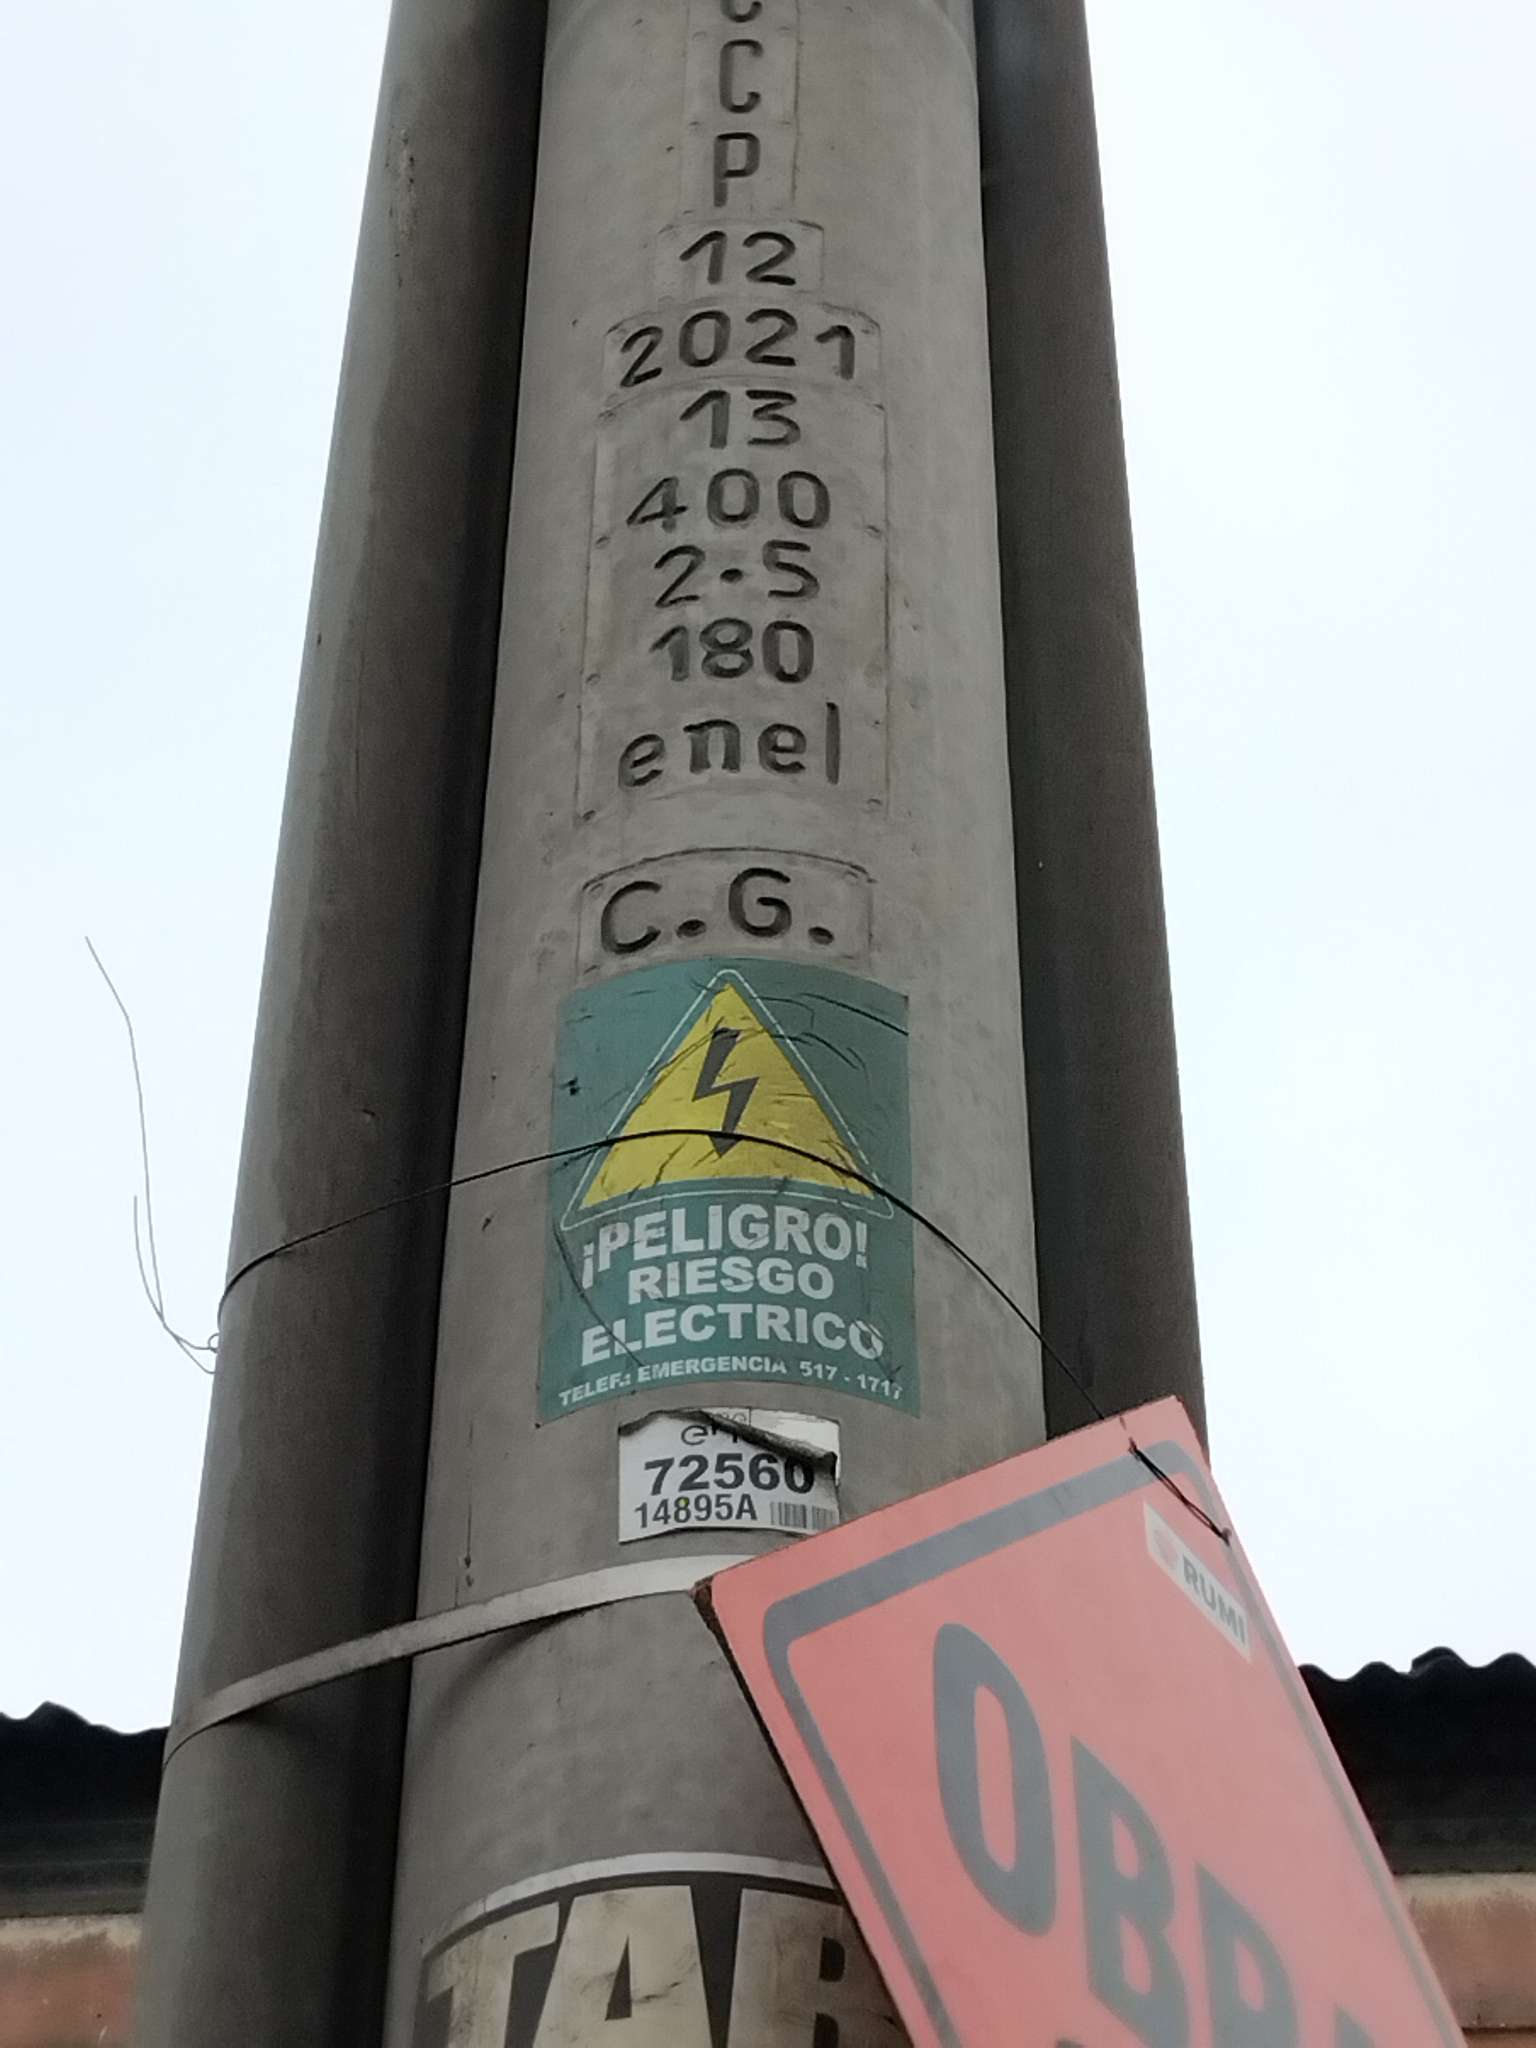 C
P
12
2021
13
400
2.5
180
enel
C.G.
¡PELIGRO!
RIESGO
ELECTRICO
TELEF.: EMERGENCIA 517 - 1717
72560
14895A
RUMI